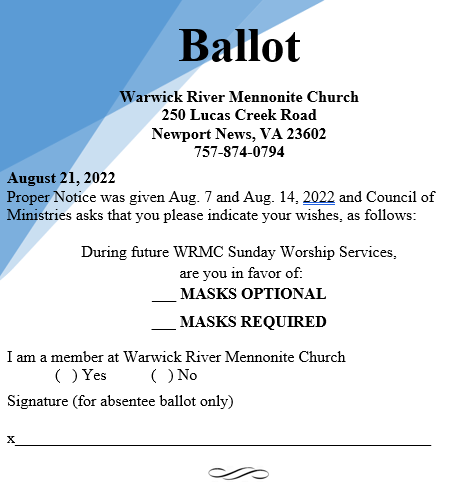 Ballot
Warwick River Mennonite Church
250 Lucas Creek Road
Newport News, VA 23602
757-874-0794
August 21, 2022
Proper Notice was given Aug. 7 and Aug. 14, 2022 and Council of
Ministries asks that you please indicate your wishes, as follows:
During future WRMC Sunday Worship Services,
are you in favor of:
___ MASKS OPTIONAL
___ MASKS REQUIRED
I am a member at Warwick River Mennonite Church
( ) Yes ( ) No
Signature (for absentee ballot only)
x____________________________________________________